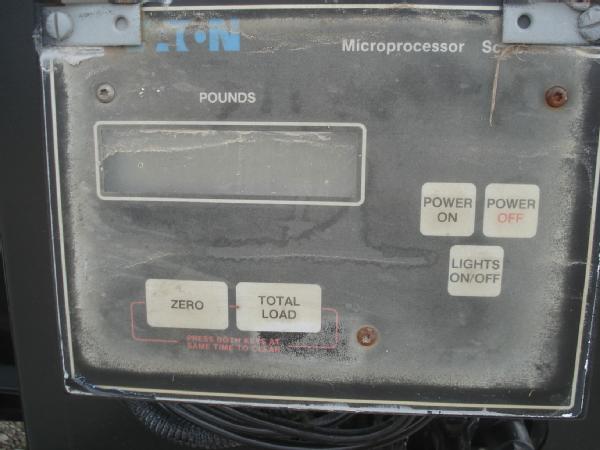 Microprocessor
POUNDS
POWER
ON
POWER
OFF
LIGHTS
ON/OFF
ZERO
TOTAL
LOAD
PRESS BOTH KEYS AT
SAME TIME TO CLEAR